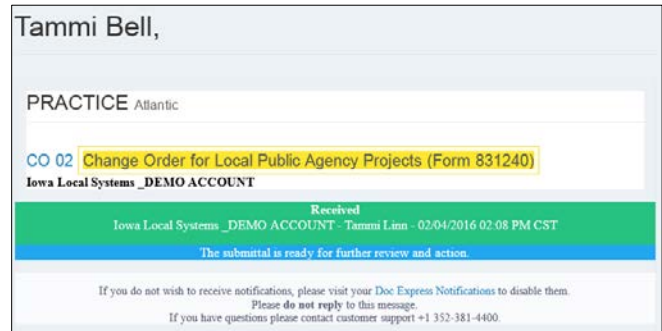 Tammi Bell,
PRACTICE Atlantic
CO 02 Change Order for Local Public Agency Projects (Form 831240)
Iowa Local Systems _DEMO ACCOUNT
Received
Iowa Local Systems _DEMO ACCOUNT - Tammi Linn - 02/04/2016 02:08 PM CST
The submittal is ready for further review and action.
If you do not wish to receive notifications, please visit your Doc Express Notifications to disable them.
Please do not reply to this message.
If you have questions please contact customer support +1 352-381-4400.